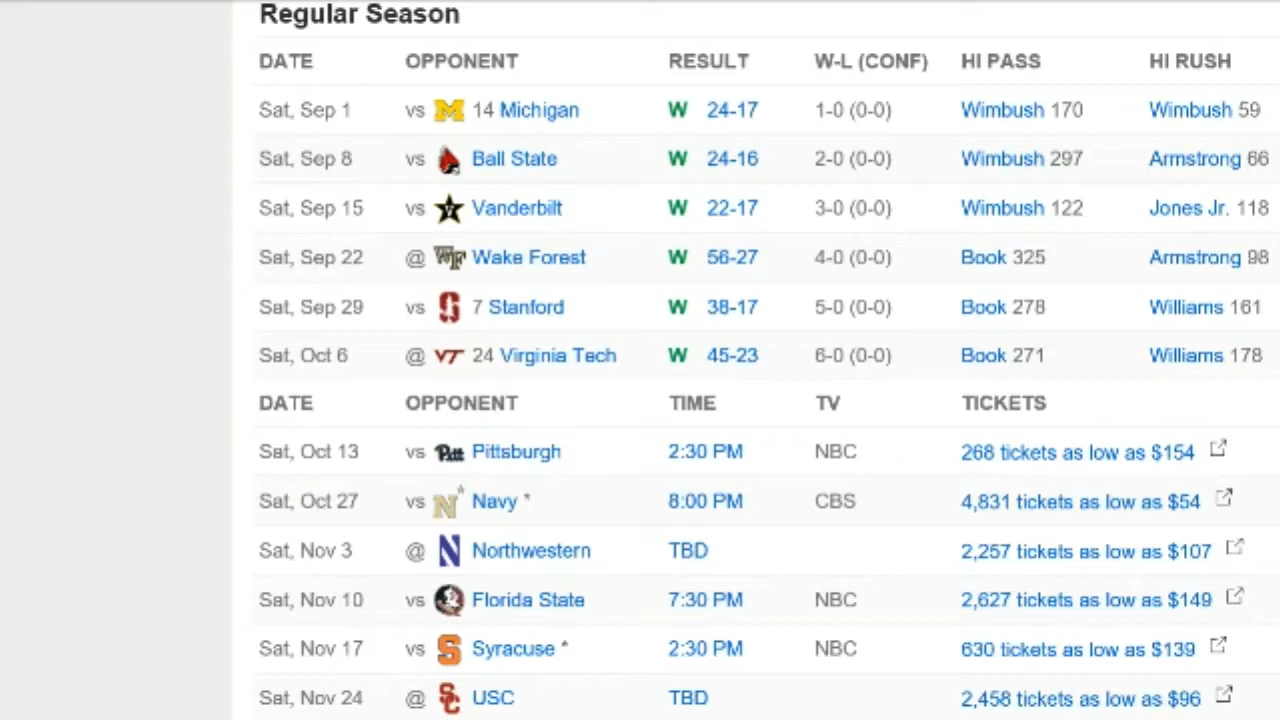 Regular Season
DATE OPPONENT RESULT W-L (CONF) HI PASS HI RUSH
Sat, Sep 1 vs M 14 Michigan W 24-17 1-0 (0-0) Wimbush 170 Wimbush 59
Sat, Sep 8 vs Ball State W 24-16 2-0 (0-0) Wimbush 297 Armstrong 66
Sat, Sep 15 vs V Vanderbilt W 22-17 3-0 (0-0) Wimbush 122 Jones Jr. 118
Sat, Sep 22 @ WF Wake Forest W 56-27 4-0 (0-0) Book 325 Armstrong 98
Sat, Sep 29 vs S 7 Stanford W 38-17 5-0 (0-0) Book 278 Williams 161
Sat, Oct 6 @ VT 24 Virginia Tech W 45-23 6-0 (0-0) Book 271 Williams 178
DATE OPPONENT TIME TV TICKETS
Sat, Oct 13 vs Pitt Pittsburgh 2:30 PM NBC 268 tickets as low as $154
Sat, Oct 27 vs N Navy * 8:00 PM CBS 4,831 tickets as low as $54
Sat, Nov 3 @ N Northwestern TBD 2,257 tickets as low as $107
Sat, Nov 10 vs Florida State 7:30 PM NBC 2,627 tickets as low as $149
Sat, Nov 17 vs S Syracuse * 2:30 PM NBC 630 tickets as low as $139
Sat, Nov 24 @ SC USC TBD 2,458 tickets as low as $96